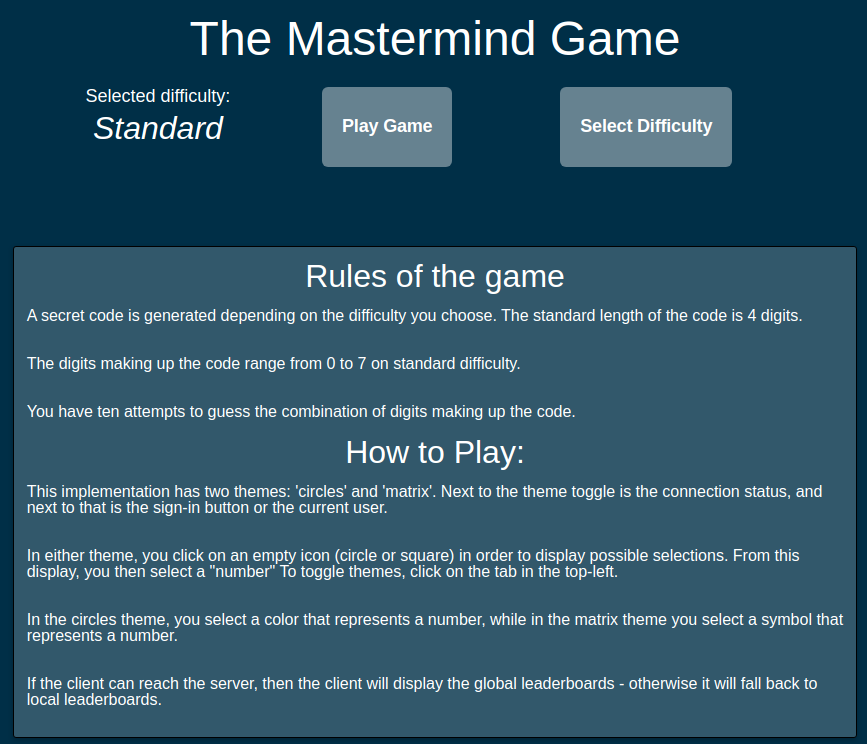 The Mastermind Game
Selected difficulty:
Standard
Play Game
Select Difficulty
Rules of the game
A secret code is generated depending on the difficulty you choose. The standard length of the code is 4 digits.
The digits making up the code range from 0 to 7 on standard difficulty.
You have ten attempts to guess the combination of digits making up the code.
How to Play:
This implementation has two themes: 'circles' and 'matrix'. Next to the theme toggle is the connection status, and
next to that is the sign-in button or the current user.
In either theme, you click on an empty icon (circle or square) in order to display possible selections. From this
display, you then select a "number" To toggle themes, click on the tab in the top-left.
In the circles theme, you select a color that represents a number, while in the matrix theme you select a symbol that
represents a number.
If the client can reach the server, then the client will display the global leaderboards - otherwise it will fall back to
local leaderboards.